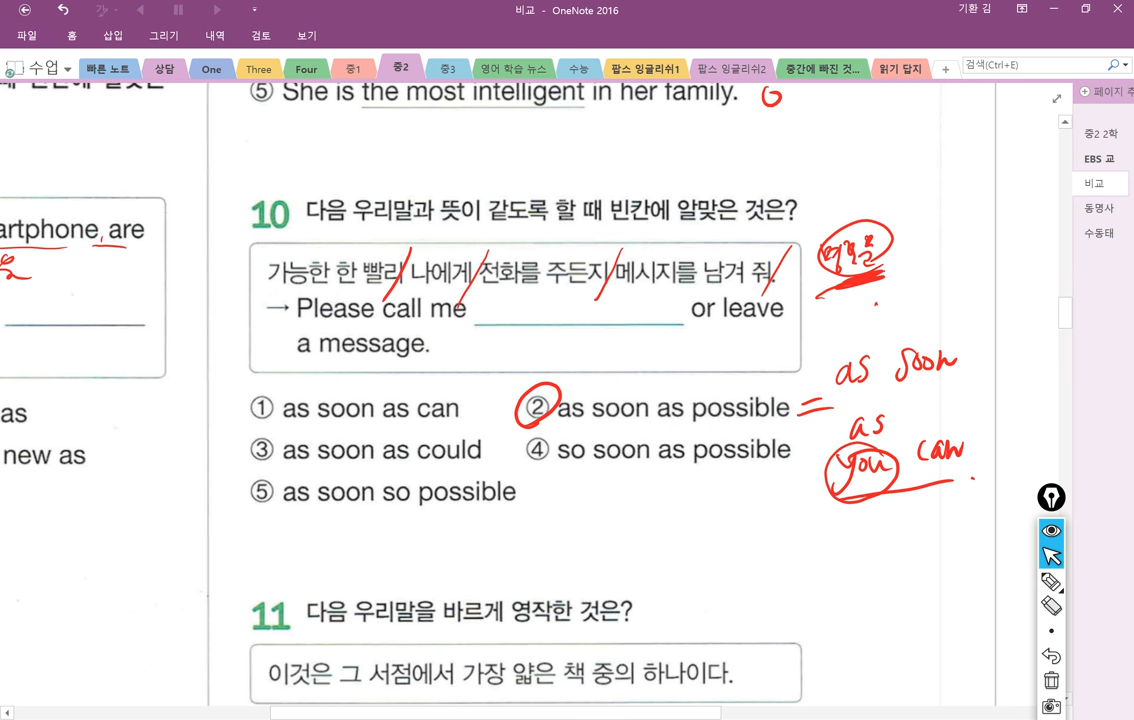 비교 - OneNote 2016
기환 김
파일 홈 삽입 그리기 내역 검토 보기
수업
빠른 노트 상담 One Three Four 중1 중2 중3 영어 학습 뉴스 수능 팝스 잉글리쉬1 팝스 잉글리쉬2 중간에 빠진 것... 읽기 답지 +
검색(Ctrl+E)
페이지 추
중2 2학
EBS 교
비교
동명사
수동태
⑤ She is the most intelligent in her family.
artphone, are
as
new as
10 다음 우리말과 뜻이 같도록 할 때 빈칸에 알맞은 것은?
가능한 한 빨리 나에게 전화를 주든지 메시지를 남겨 줘.
→ Please call me ____________ or leave
a message.
① as soon as can
② as soon as possible
= as soon
as
you can
③ as soon as could
④ so soon as possible
⑤ as soon so possible
11 다음 우리말을 바르게 영작한 것은?
이것은 그 서점에서 가장 얇은 책 중의 하나이다.